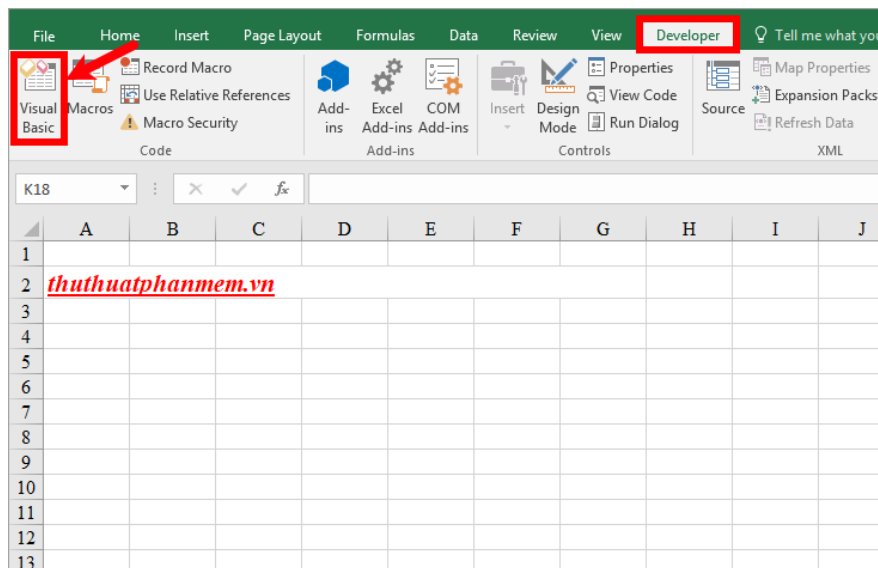 File Home Insert Page Layout Formulas Data Review View Developer Tell me what you
Visual Basic
Macros
Record Macro
Use Relative References
Macro Security
Code
Add-ins
Excel Add-ins
COM Add-ins
Add-ins
Insert
Design Mode
Properties
View Code
Run Dialog
Controls
Source
Map Properties
Expansion Packs
Refresh Data
XML
K18 fx
A B C D E F G H I J
1
2 thuthuatphanmem.vn
3
4
5
6
7
8
9
10
11
12
13